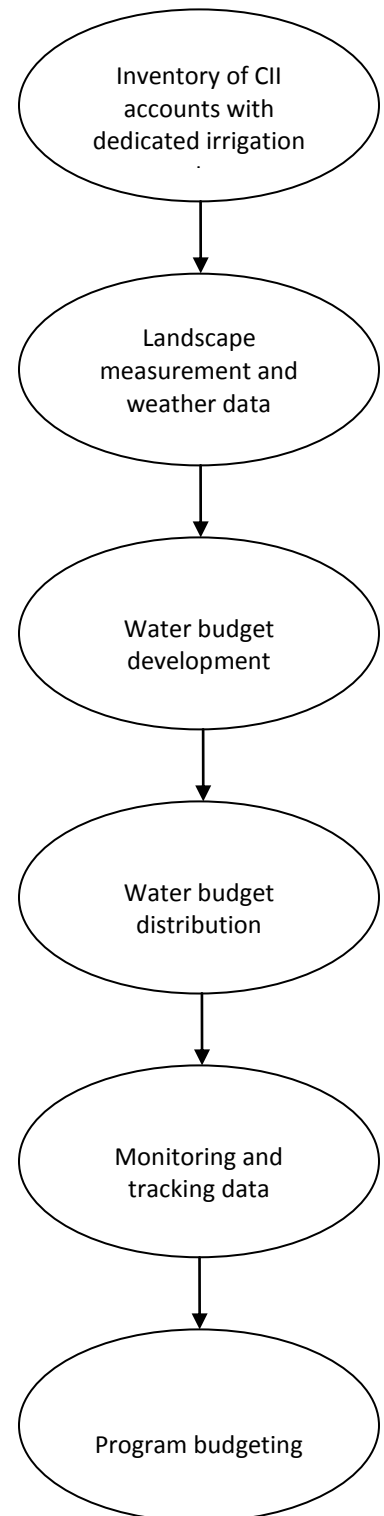 Inventory of CII
accounts with
dedicated irrigation
Landscape
measurement and
weather data
Water budget
development
Water budget
distribution
Monitoring and
tracking data
Program budgeting